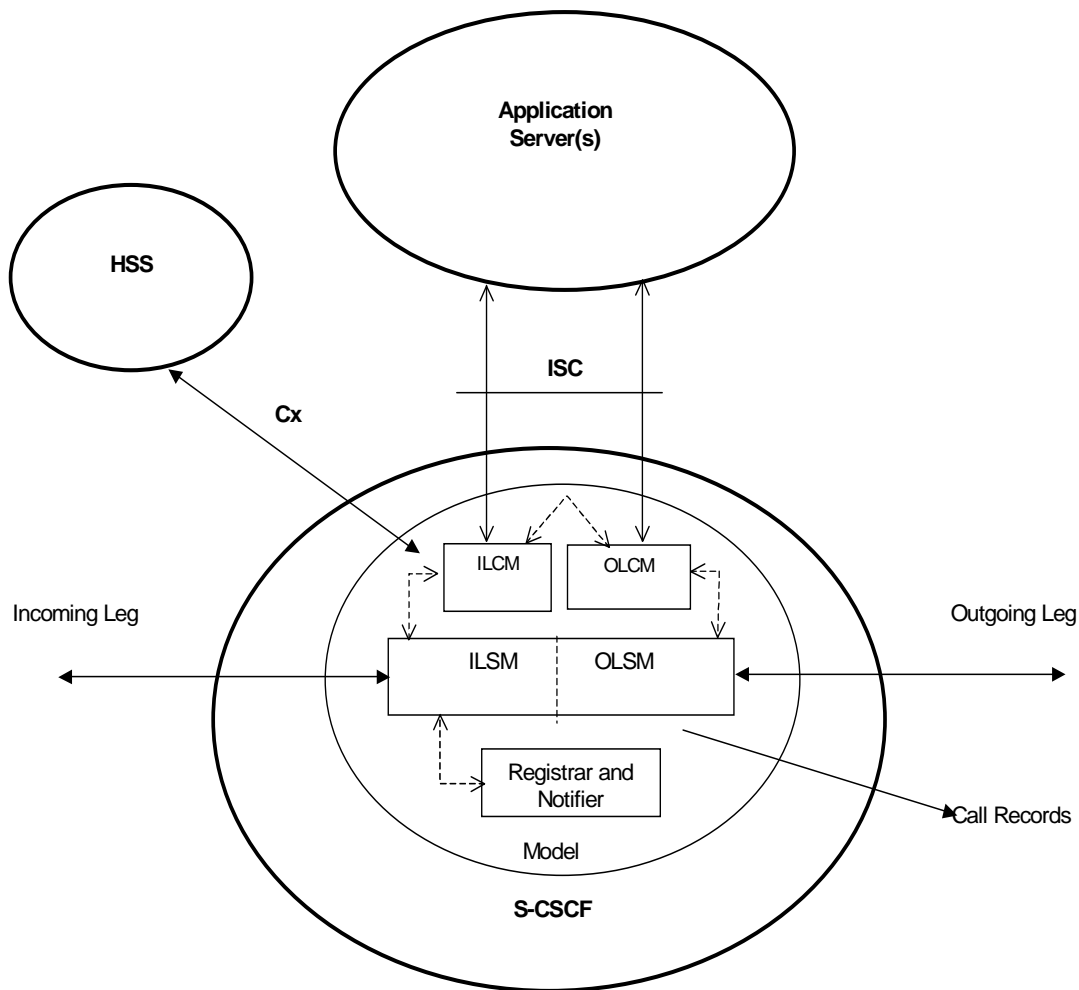 Application
Server(s)
HSS
ISC
Cx
ILCM
OLCM
Incoming Leg
Outgoing Leg
ILSM
OLSM
Registrar and
Notifier
Call Records
Model
S-CSCF